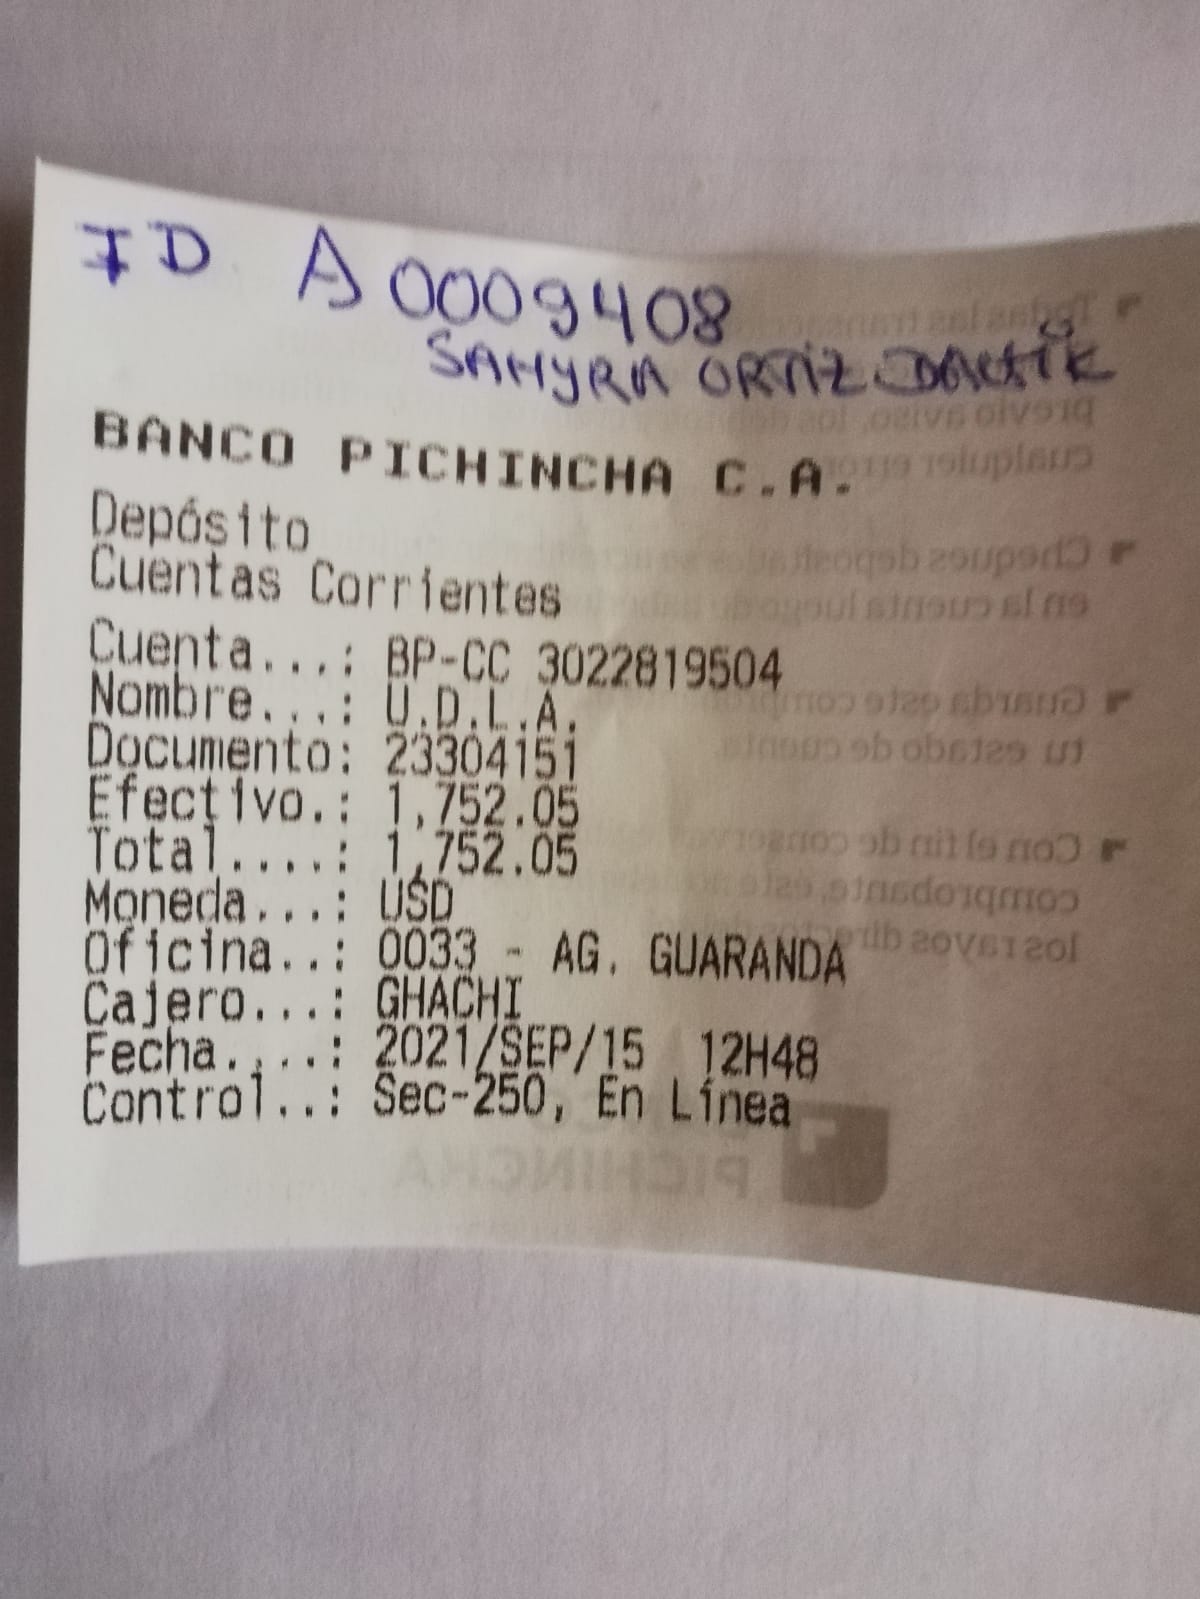 ID A0009408
SAHYRA ORTIZ
BANCO PICHINCHA C.A.
Depósito
Cuentas Corrientes
Cuenta...: BP-CC 3022819504
Nombre...: U.D.L.A.
Documento: 23304151
Efectivo.: 1,752.05
Total....: 1,752.05
Moneda...: USD
Oficina..: 0033 - AG. GUARANDA
Cajero...: GHACHI
Fecha....: 2021/SEP/15 12H48
Control..: Sec-250, En Línea
PICHINCHA